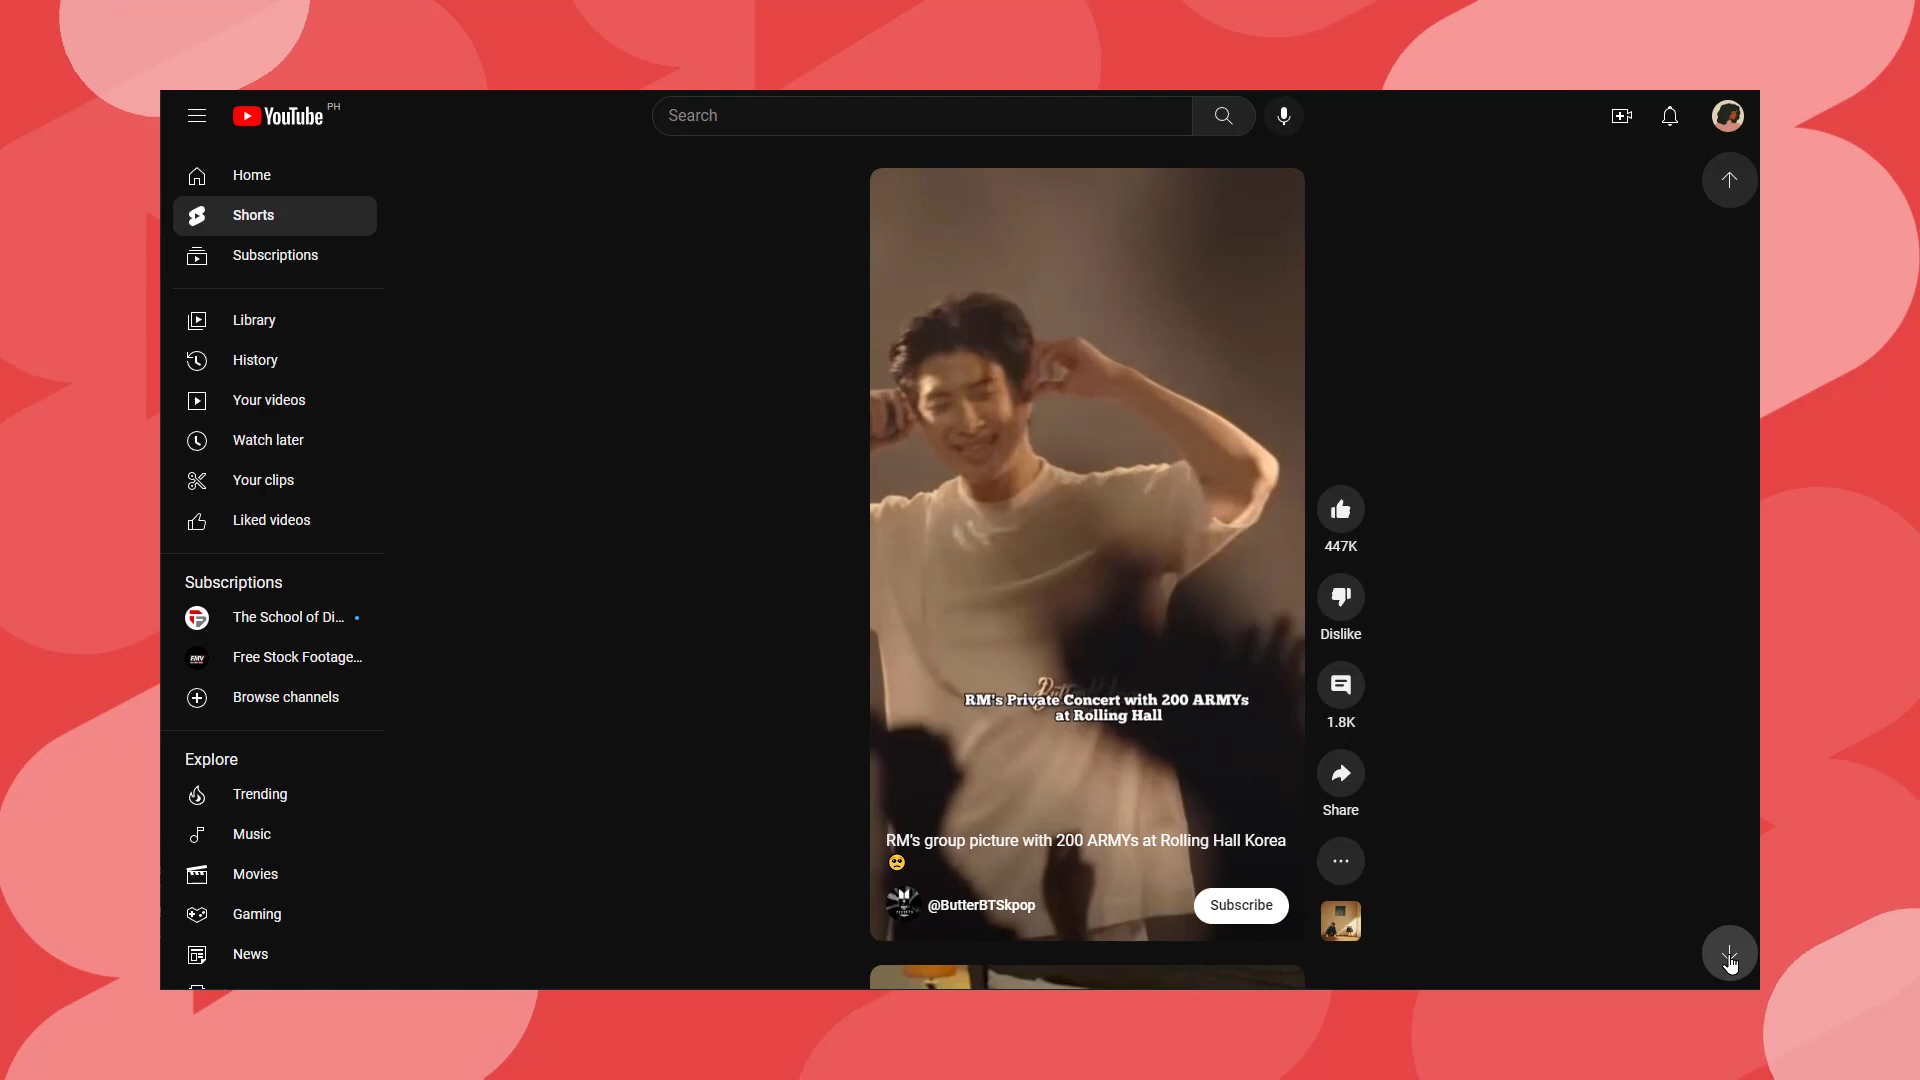 YouTube PH
Search
Home
Shorts
Subscriptions
Library
History
Your videos
Watch later
Your clips
Liked videos
Subscriptions
The School of Di...
Free Stock Footage...
Browse channels
Explore
Trending
Music
Movies
Gaming
News
RM's Private Concert with 200 ARMYs
at Rolling Hall
RM's group picture with 200 ARMYs at Rolling Hall Korea
🥺
@ButterBTSkpop
Subscribe
447K
Dislike
1.8K
Share